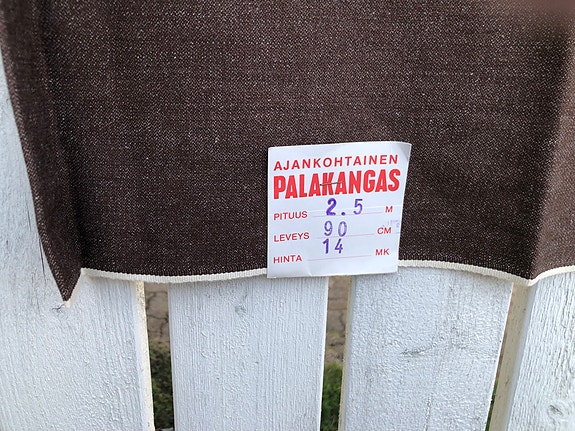 AJANKOHTAINEN
PALAKANGAS
PITUUS 2.5 M
LEVEYS 90 CM
HINTA 14 MK